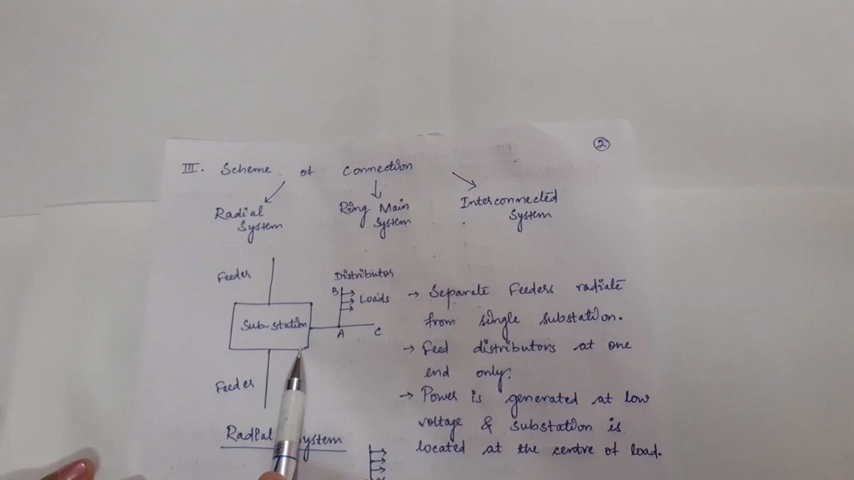 2
III. Scheme of Connection
Radial
System
Ring Main
System
Interconnected
System
Feeder
Sub-station
Feeder
Distributor
B
Loads
A
C
→ Separate Feeders radiate
from single substation.
→ Feed distributors at one
end only.
→ Power is generated at low
voltage & substation is
located at the centre of load.
Radial System